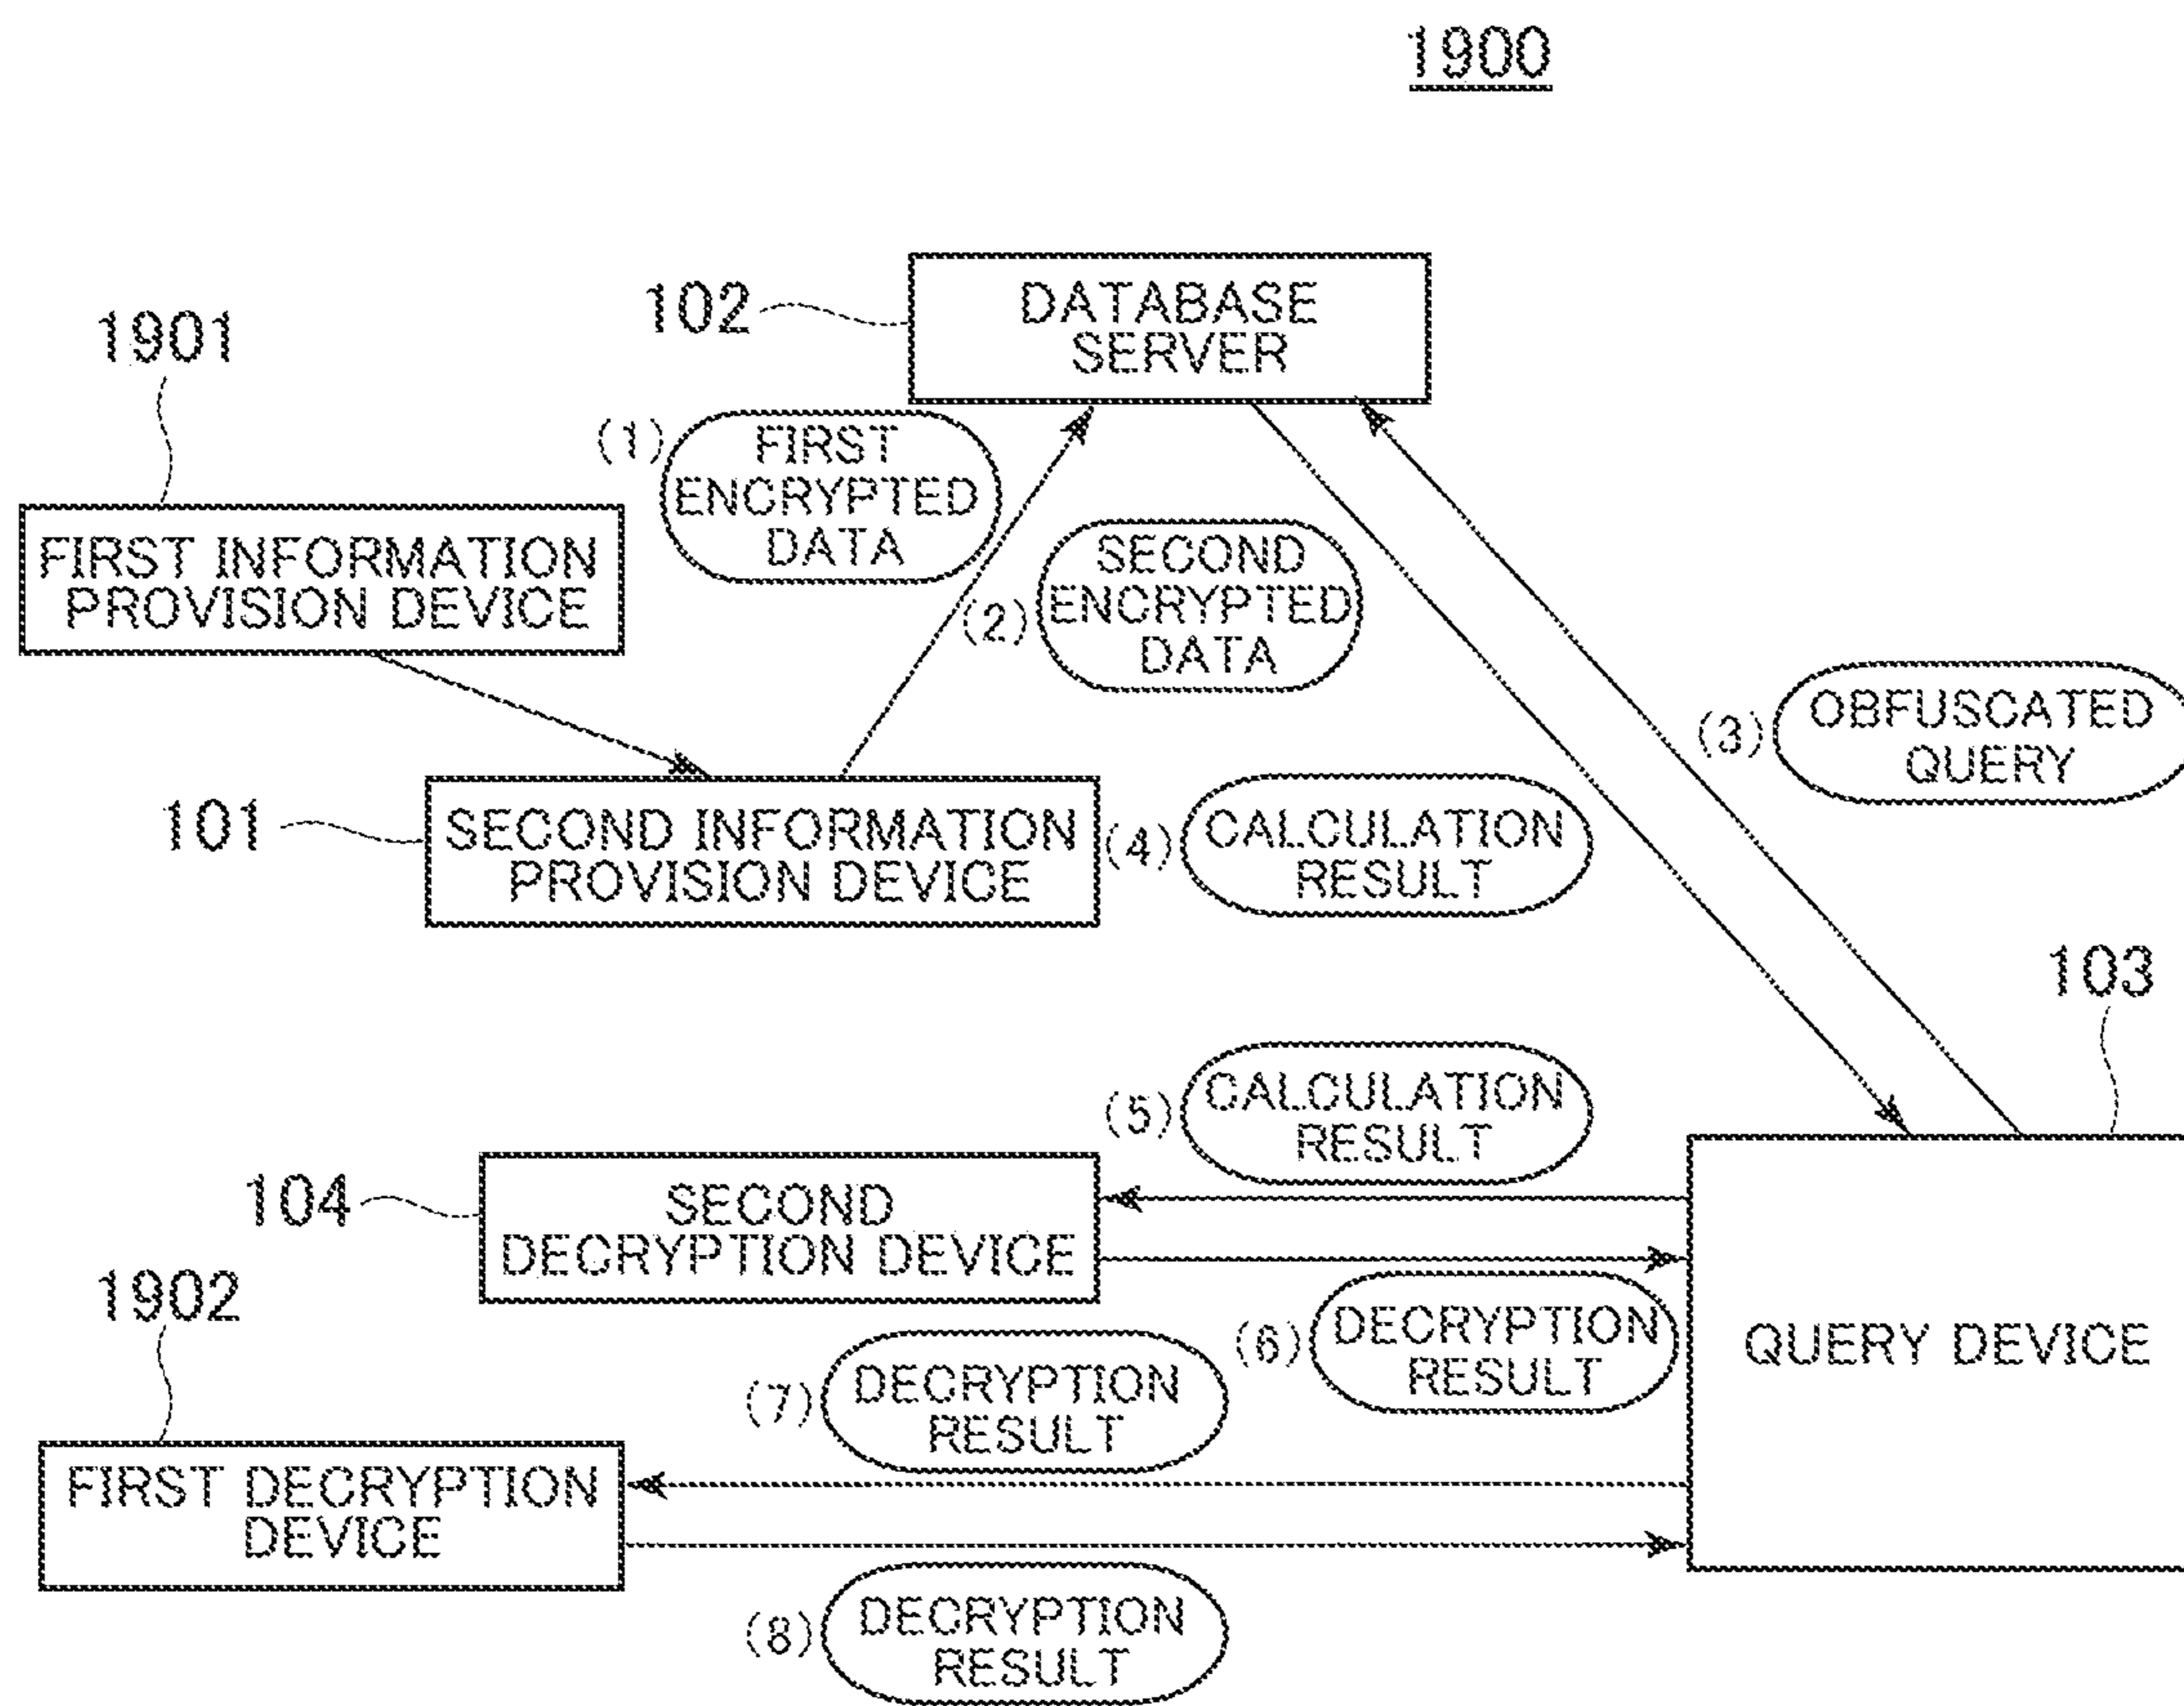 1900
102
DATABASE
SERVER
1901
(1)
FIRST
ENCRYPTED
DATA
FIRST INFORMATION
PROVISION DEVICE
(2)
SECOND
ENCRYPTED
DATA
(3)
OBFUSCATED
QUERY
101
SECOND INFORMATION
PROVISION DEVICE
(4)
CALCULATION
RESULT
103
(5)
CALCULATION
RESULT
104
SECOND
DECRYPTION DEVICE
1902
(6)
DECRYPTION
RESULT
QUERY DEVICE
(7)
DECRYPTION
RESULT
FIRST DECRYPTION
DEVICE
(8)
DECRYPTION
RESULT